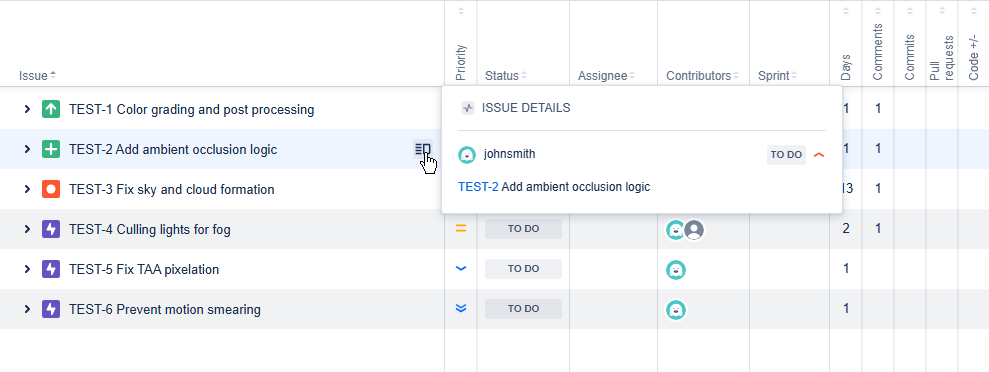 Issue
Priority
Status
Assignee
Contributors
Sprint
Days
Comments
Commits
Pull requests
Code +/-
TEST-1 Color grading and post processing
1 1
TEST-2 Add ambient occlusion logic
1 1
ISSUE DETAILS
johnsmith
TO DO
TEST-2 Add ambient occlusion logic
TEST-3 Fix sky and cloud formation
13 1
TEST-4 Culling lights for fog
TO DO
2 1
TEST-5 Fix TAA pixelation
TO DO
1
TEST-6 Prevent motion smearing
TO DO
1